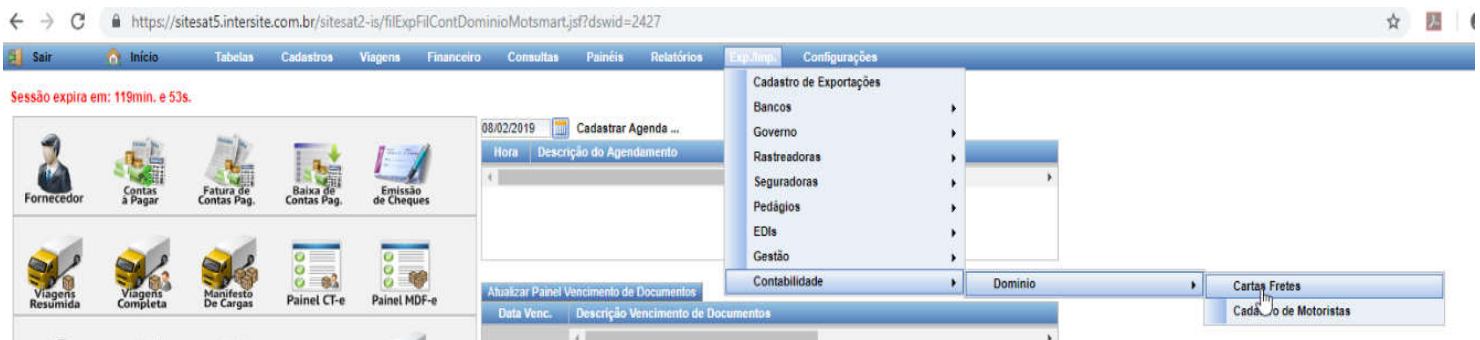 https://sitesat5.intersite.com.br/sitesat2-is/filExpFilContDominioMotsmart.jsf?dswid=2427
Sair Início Tabelas Cadastros Viagens Financeiro Consultas Painéis Relatórios Exp./Imp. Configurações
Sessão expira em: 119min. e 53s.
Cadastro de Exportações
Bancos
Governo
Rastreadoras
Seguradoras
Pedágios
EDIs
Gestão
Contabilidade
Dominio
Cartas Fretes
Cadastro de Motoristas
08/02/2019 Cadastrar Agenda ...
Hora Descrição do Agendamento
Fornecedor
Contas à Pagar
Fatura de Contas Pag.
Baixa de Contas Pag.
Emissão de Cheques
Viagens Resumida
Viagens Completa
Manifesto De Cargas
Painel CT-e
Painel MDF-e
Atualizar Painel Vencimento de Documentos
Data Venc. Descrição Vencimento de Documentos